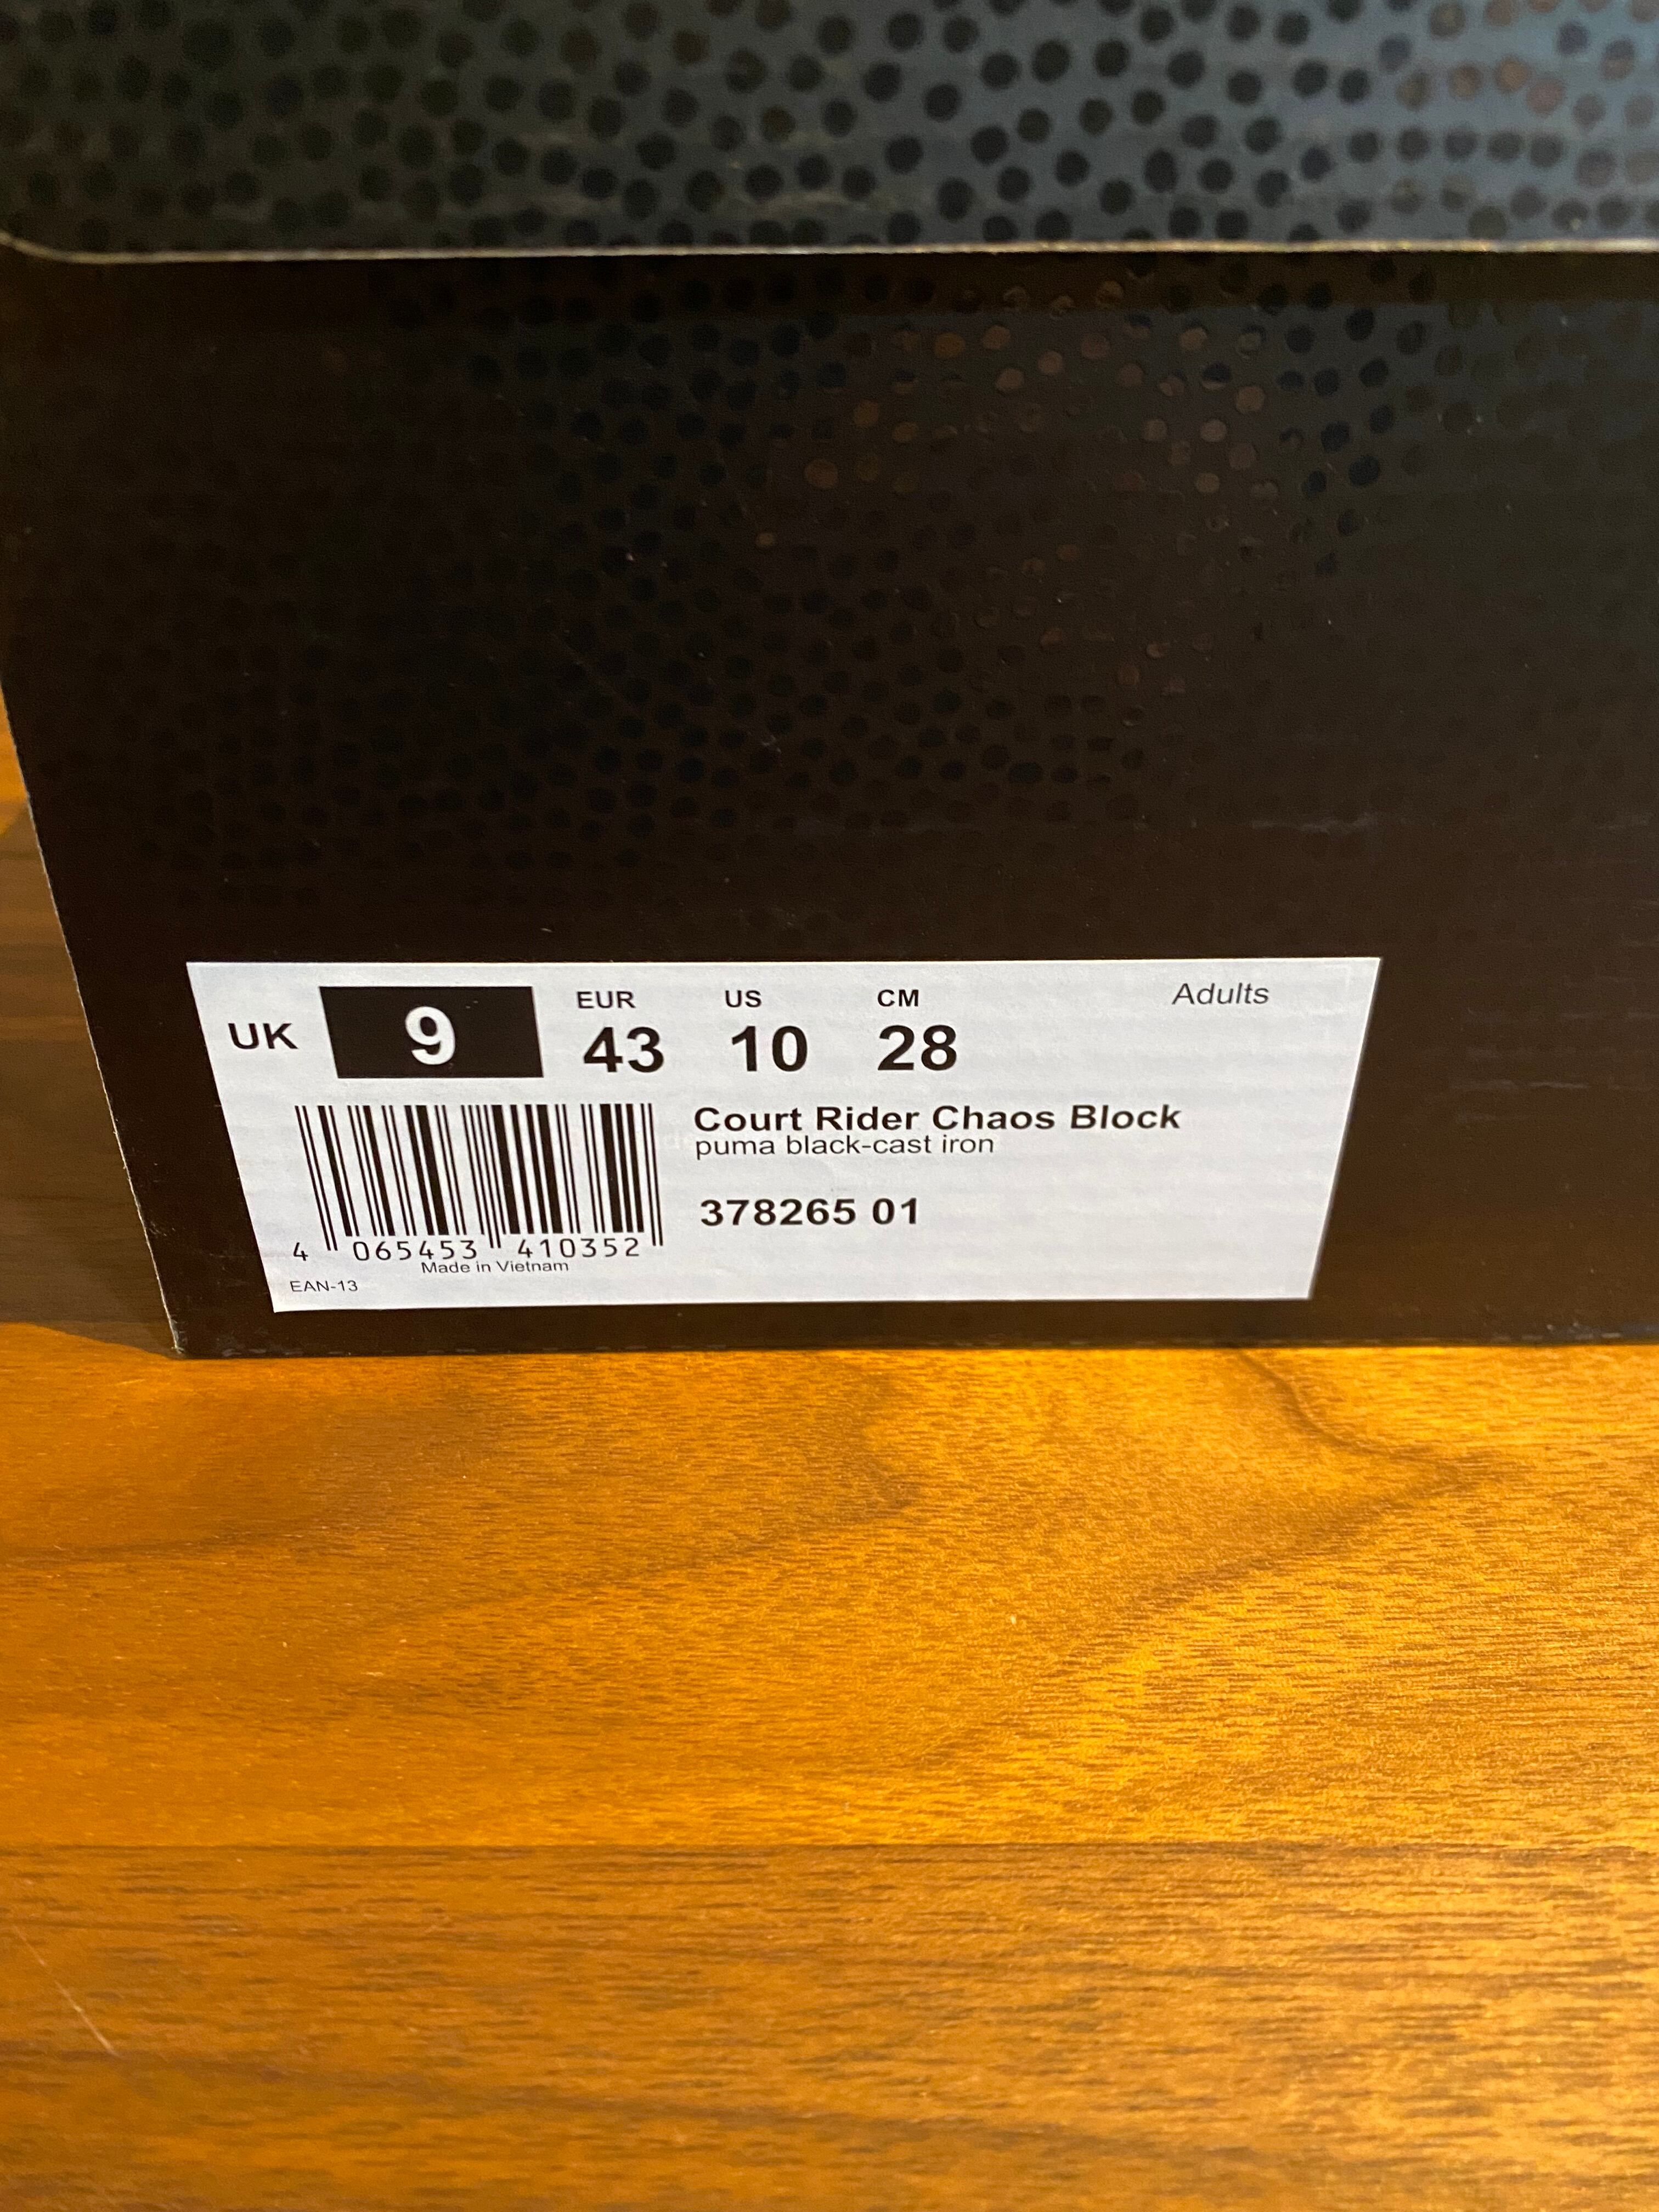 UK 9 EUR 43 US 10 CM 28 Adults
Court Rider Chaos Block
puma black-cast iron
378265 01
4 065453 410352
Made in Vietnam
EAN-13